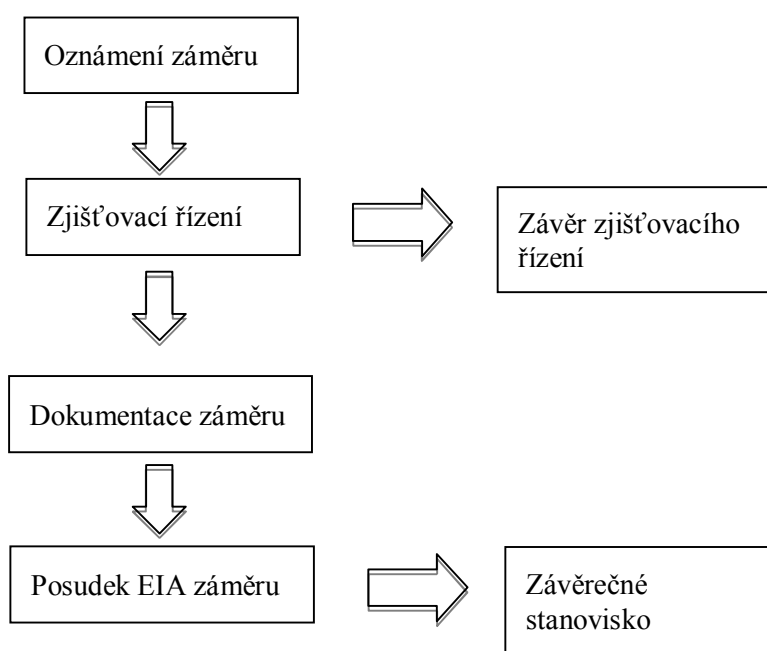 Oznámení záměru
Zjišťovací řízení
Závěr zjišťovacího
řízení
Dokumentace záměru
Posudek EIA záměru
Závěrečné
stanovisko